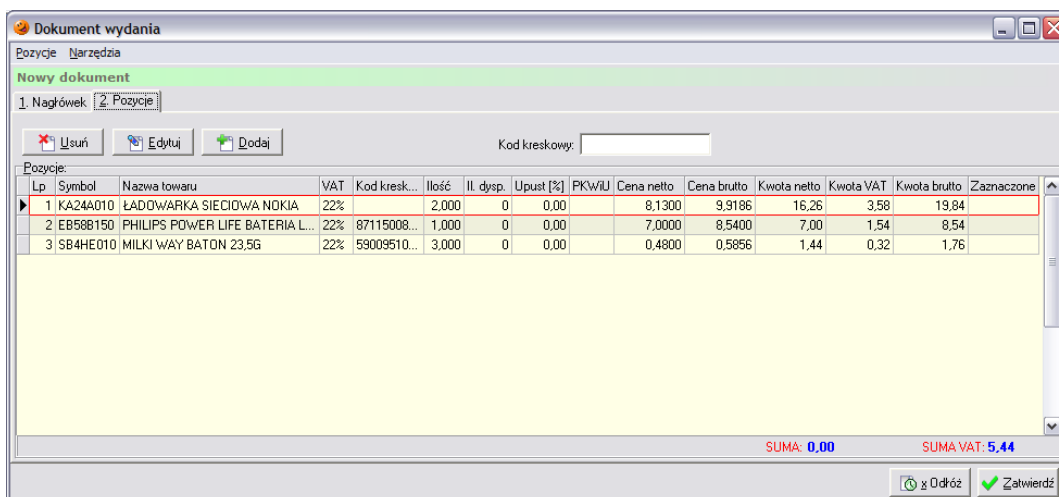 Dokument wydania
Pozycje Narzędzia
Nowy dokument
1. Nagłówek 2. Pozycje
Usuń Edytuj Dodaj Kod kreskowy:
Pozycje:
Lp Symbol Nazwa towaru VAT Kod kresk... Ilość Il. dysp. Upust [%] PKWiU Cena netto Cena brutto Kwota netto Kwota VAT Kwota brutto Zaznaczone
1 KA24A010 ŁADOWARKA SIECIOWA NOKIA 22% 2,000 0 0,00 8,1300 9,9186 16,26 3,58 19,84
2 EB58B150 PHILIPS POWER LIFE BATERIA L... 22% 87115008... 1,000 0 0,00 7,0000 8,5400 7,00 1,54 8,54
3 SB4HE010 MILKI WAY BATON 23,5G 22% 59009510... 3,000 0 0,00 0,4800 0,5856 1,44 0,32 1,76
SUMA: 0,00 SUMA VAT: 5,44
x Odłóż Zatwierdź